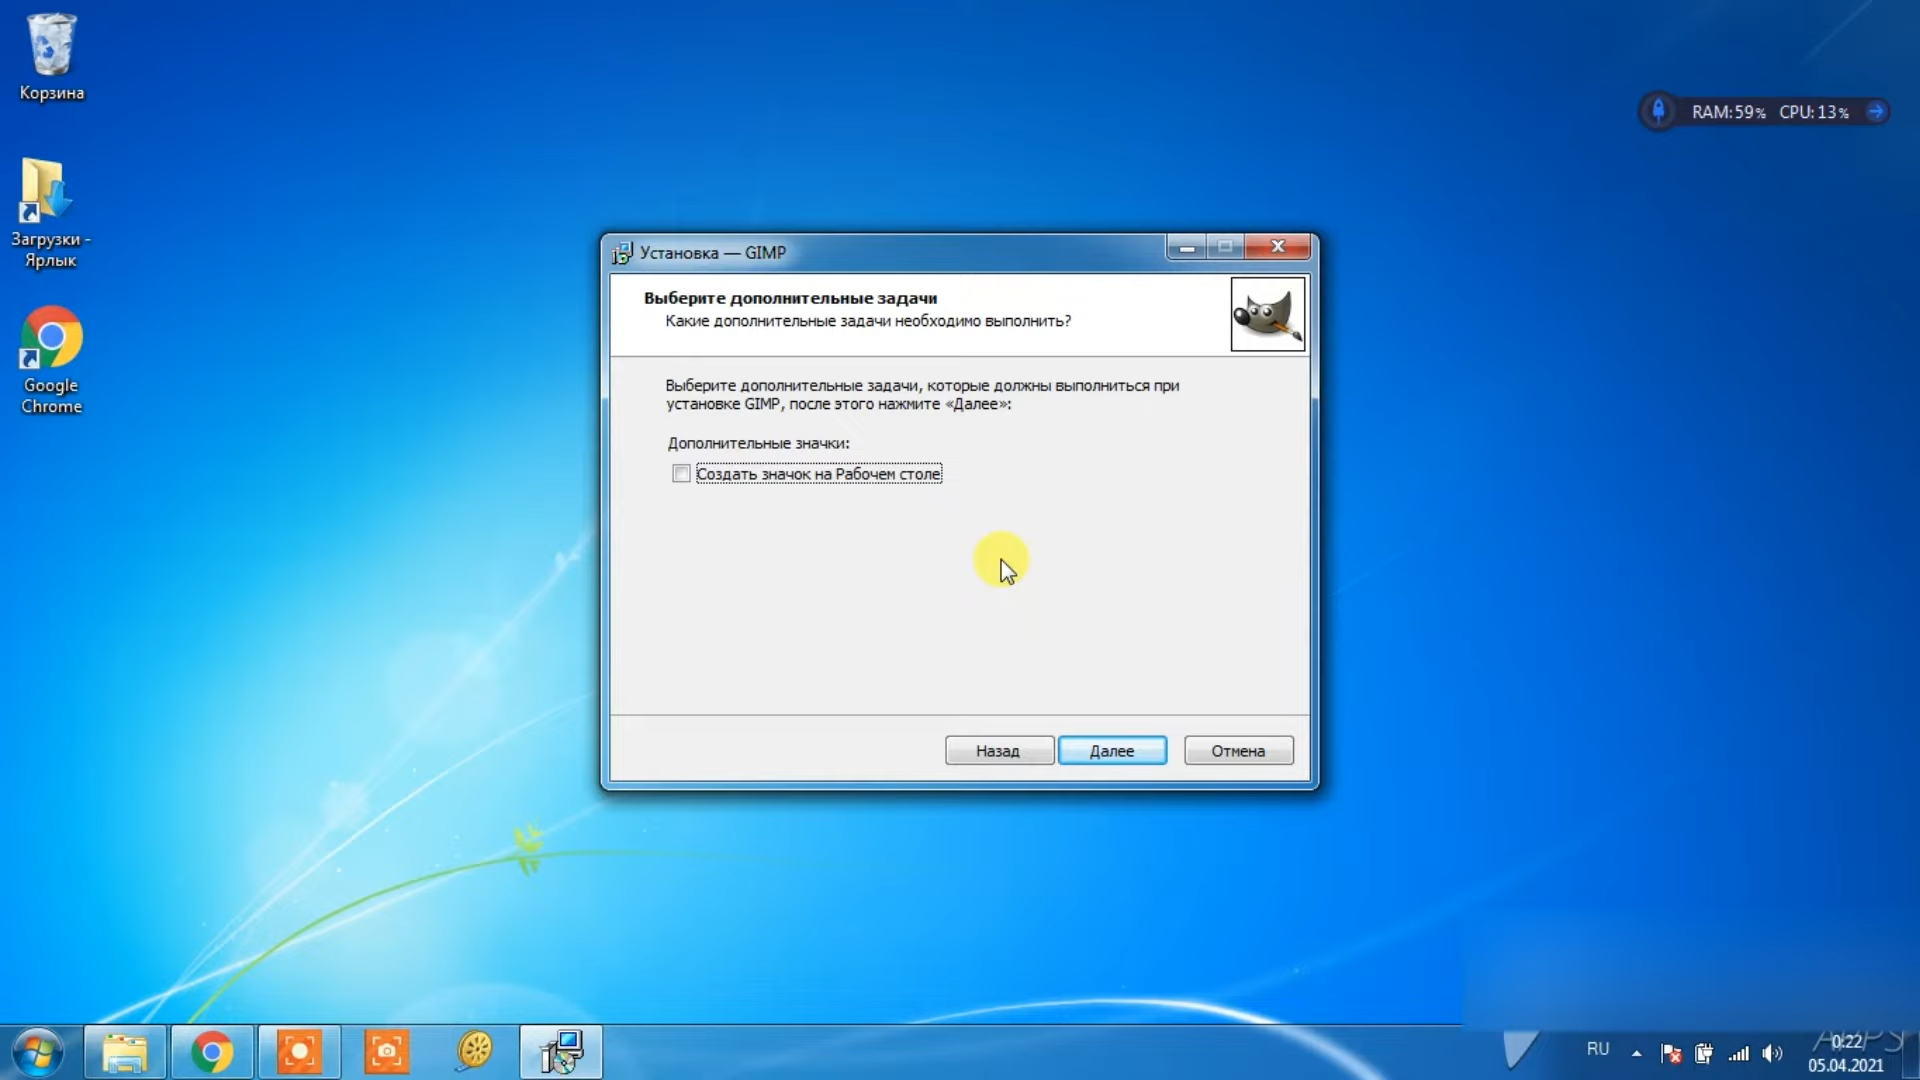 Корзина
Загрузки -
Ярлык
Google
Chrome
RAM:59% CPU:13%
Установка — GIMP
Выберите дополнительные задачи
Какие дополнительные задачи необходимо выполнить?
Выберите дополнительные задачи, которые должны выполниться при
установке GIMP, после этого нажмите «Далее»:
Дополнительные значки:
Создать значок на Рабочем столе
Назад
Далее
Отмена
RU
0:22
05.04.2021